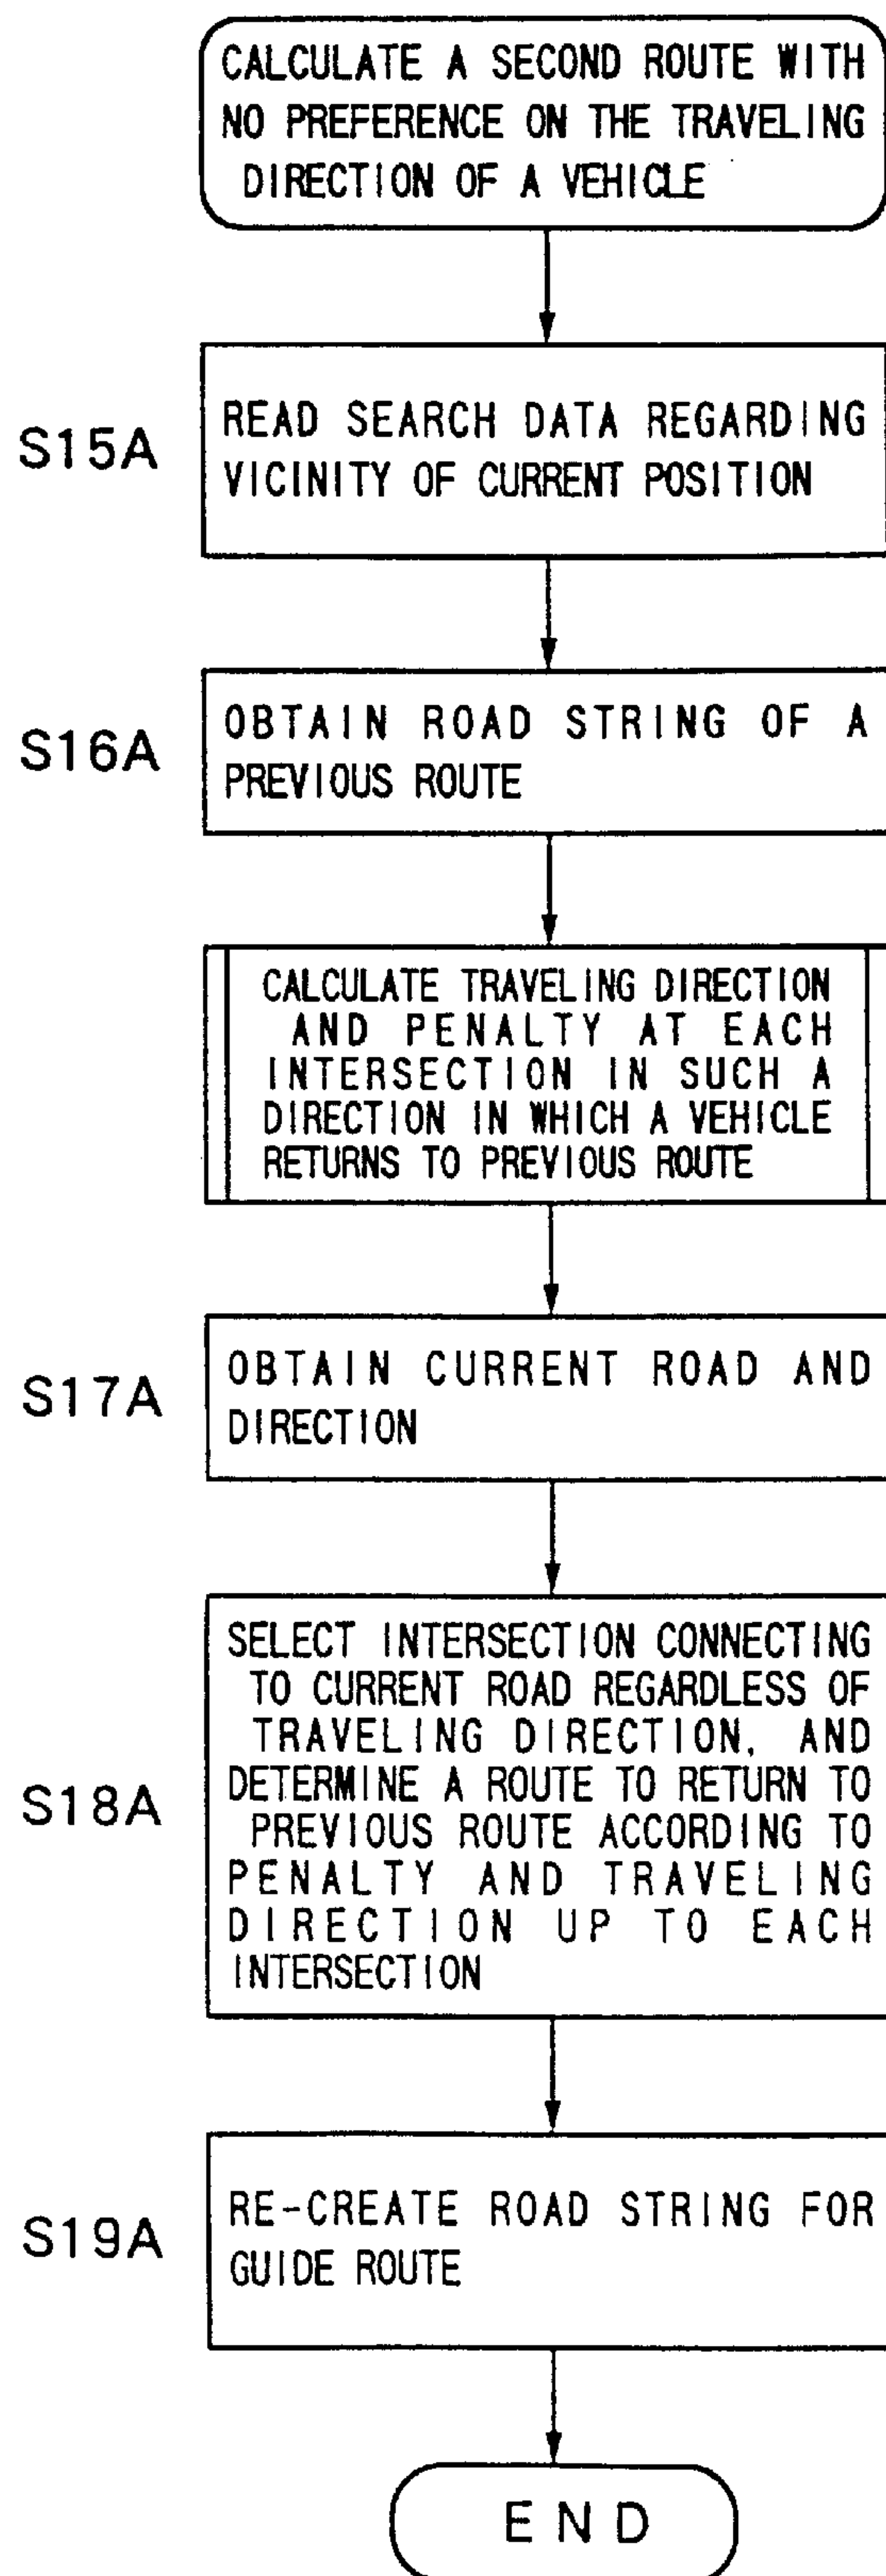 CALCULATE A SECOND ROUTE WITH
NO PREFERENCE ON THE TRAVELING
DIRECTION OF A VEHICLE
S15A
READ SEARCH DATA REGARDING
VICINITY OF CURRENT POSITION
S16A
OBTAIN ROAD STRING OF A
PREVIOUS ROUTE
CALCULATE TRAVELING DIRECTION
AND PENALTY AT EACH
INTERSECTION IN SUCH A
DIRECTION IN WHICH A VEHICLE
RETURNS TO PREVIOUS ROUTE
S17A
OBTAIN CURRENT ROAD AND
DIRECTION
S18A
SELECT INTERSECTION CONNECTING
TO CURRENT ROAD REGARDLESS OF
TRAVELING DIRECTION, AND
DETERMINE A ROUTE TO RETURN TO
PREVIOUS ROUTE ACCORDING TO
PENALTY AND TRAVELING
DIRECTION UP TO EACH
INTERSECTION
S19A
RE-CREATE ROAD STRING FOR
GUIDE ROUTE
END